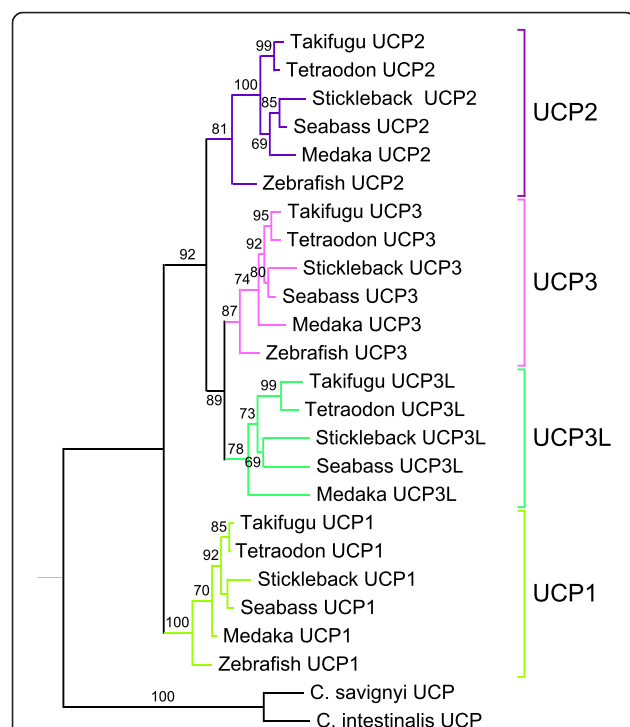 99 Takifugu UCP2
Tetraodon UCP2
100
85 Stickleback UCP2
UCP2
81
Seabass UCP2
69
Medaka UCP2
Zebrafish UCP2
95 Takifugu UCP3
92
Tetraodon UCP3
92
80 Stickleback UCP3
74
UCP3
Seabass UCP3
87
Medaka UCP3
Zebrafish UCP3
99 Takifugu UCP3L
89
Tetraodon UCP3L
73
Stickleback UCP3L
UCP3L
78
69 Seabass UCP3L
Medaka UCP3L
85 Takifugu UCP1
92 Tetraodon UCP1
Stickleback UCP1
70
UCP1
Seabass UCP1
100
Medaka UCP1
Zebrafish UCP1
100
C. savignyi UCP
C. intestinalis UCP